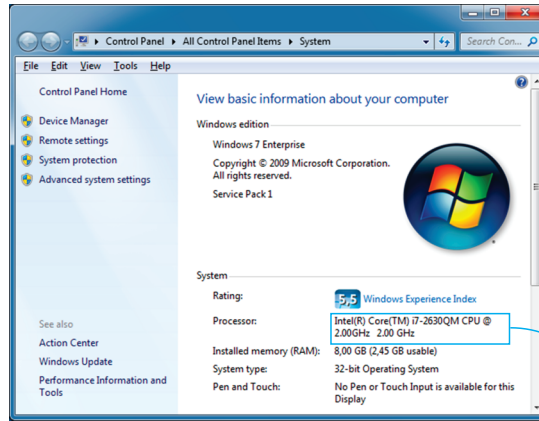 Control Panel All Control Panel Items System
Search Con...
File Edit View Tools Help
Control Panel Home
Device Manager
Remote settings
System protection
Advanced system settings
See also
Action Center
Windows Update
Performance Information and
Tools
View basic information about your computer
Windows edition
Windows 7 Enterprise
Copyright © 2009 Microsoft Corporation.
All rights reserved.
Service Pack 1
System
Rating:
5,5 Windows Experience Index
Processor:
Intel(R) Core(TM) i7-2630QM CPU @
2.00GHz 2.00 GHz
Installed memory (RAM): 8,00 GB (2,45 GB usable)
System type: 32-bit Operating System
Pen and Touch: No Pen or Touch Input is available for this
Display